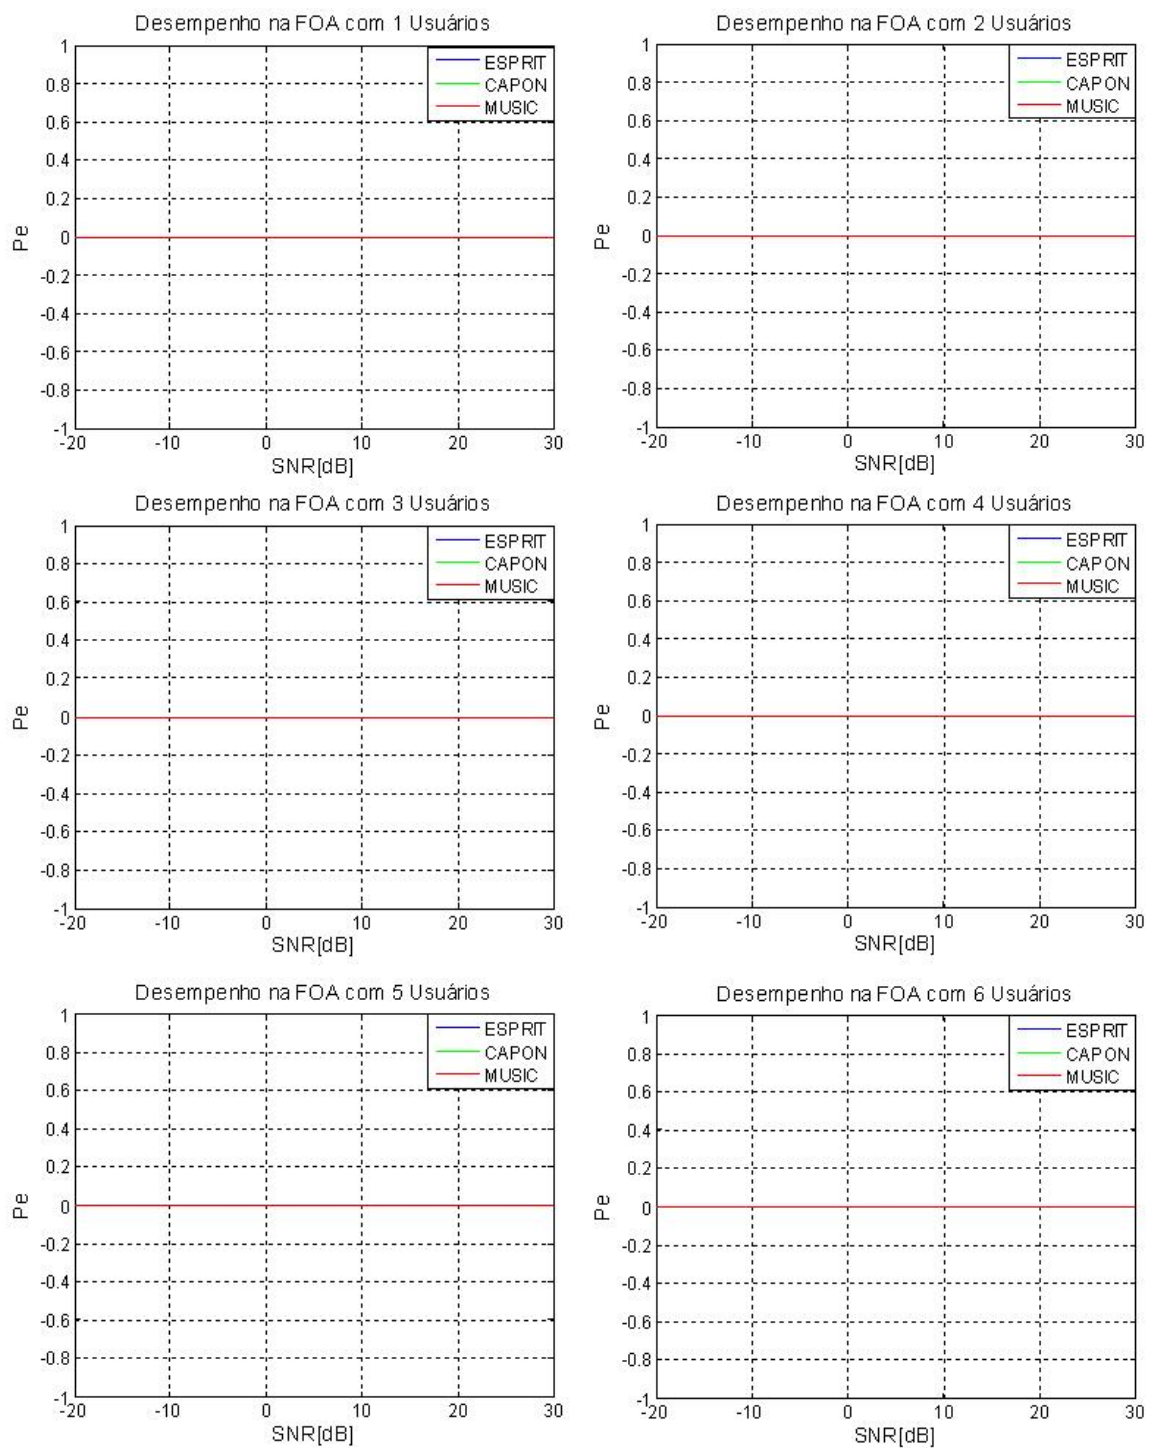 Desempenho na FOA com 1 Usuários
1
0.8
0.6
0.4
0.2
0
-0.2
-0.4
-0.6
-0.8
-1
Pe
ESPRIT
CAPON
MUSIC
-20 -10 0 10 20 30
SNR[dB]
Desempenho na FOA com 2 Usuários
1
0.8
0.6
0.4
0.2
0
-0.2
-0.4
-0.6
-0.8
-1
Pe
ESPRIT
CAPON
MUSIC
-20 -10 0 10 20 30
SNR[dB]
Desempenho na FOA com 3 Usuários
1
0.8
0.6
0.4
0.2
0
-0.2
-0.4
-0.6
-0.8
-1
Pe
ESPRIT
CAPON
MUSIC
-20 -10 0 10 20 30
SNR[dB]
Desempenho na FOA com 4 Usuários
1
0.8
0.6
0.4
0.2
0
-0.2
-0.4
-0.6
-0.8
-1
Pe
ESPRIT
CAPON
MUSIC
-20 -10 0 10 20 30
SNR[dB]
Desempenho na FOA com 5 Usuários
1
0.8
0.6
0.4
0.2
0
-0.2
-0.4
-0.6
-0.8
-1
Pe
ESPRIT
CAPON
MUSIC
-20 -10 0 10 20 30
SNR[dB]
Desempenho na FOA com 6 Usuários
1
0.8
0.6
0.4
0.2
0
-0.2
-0.4
-0.6
-0.8
-1
Pe
ESPRIT
CAPON
MUSIC
-20 -10 0 10 20 30
SNR[dB]